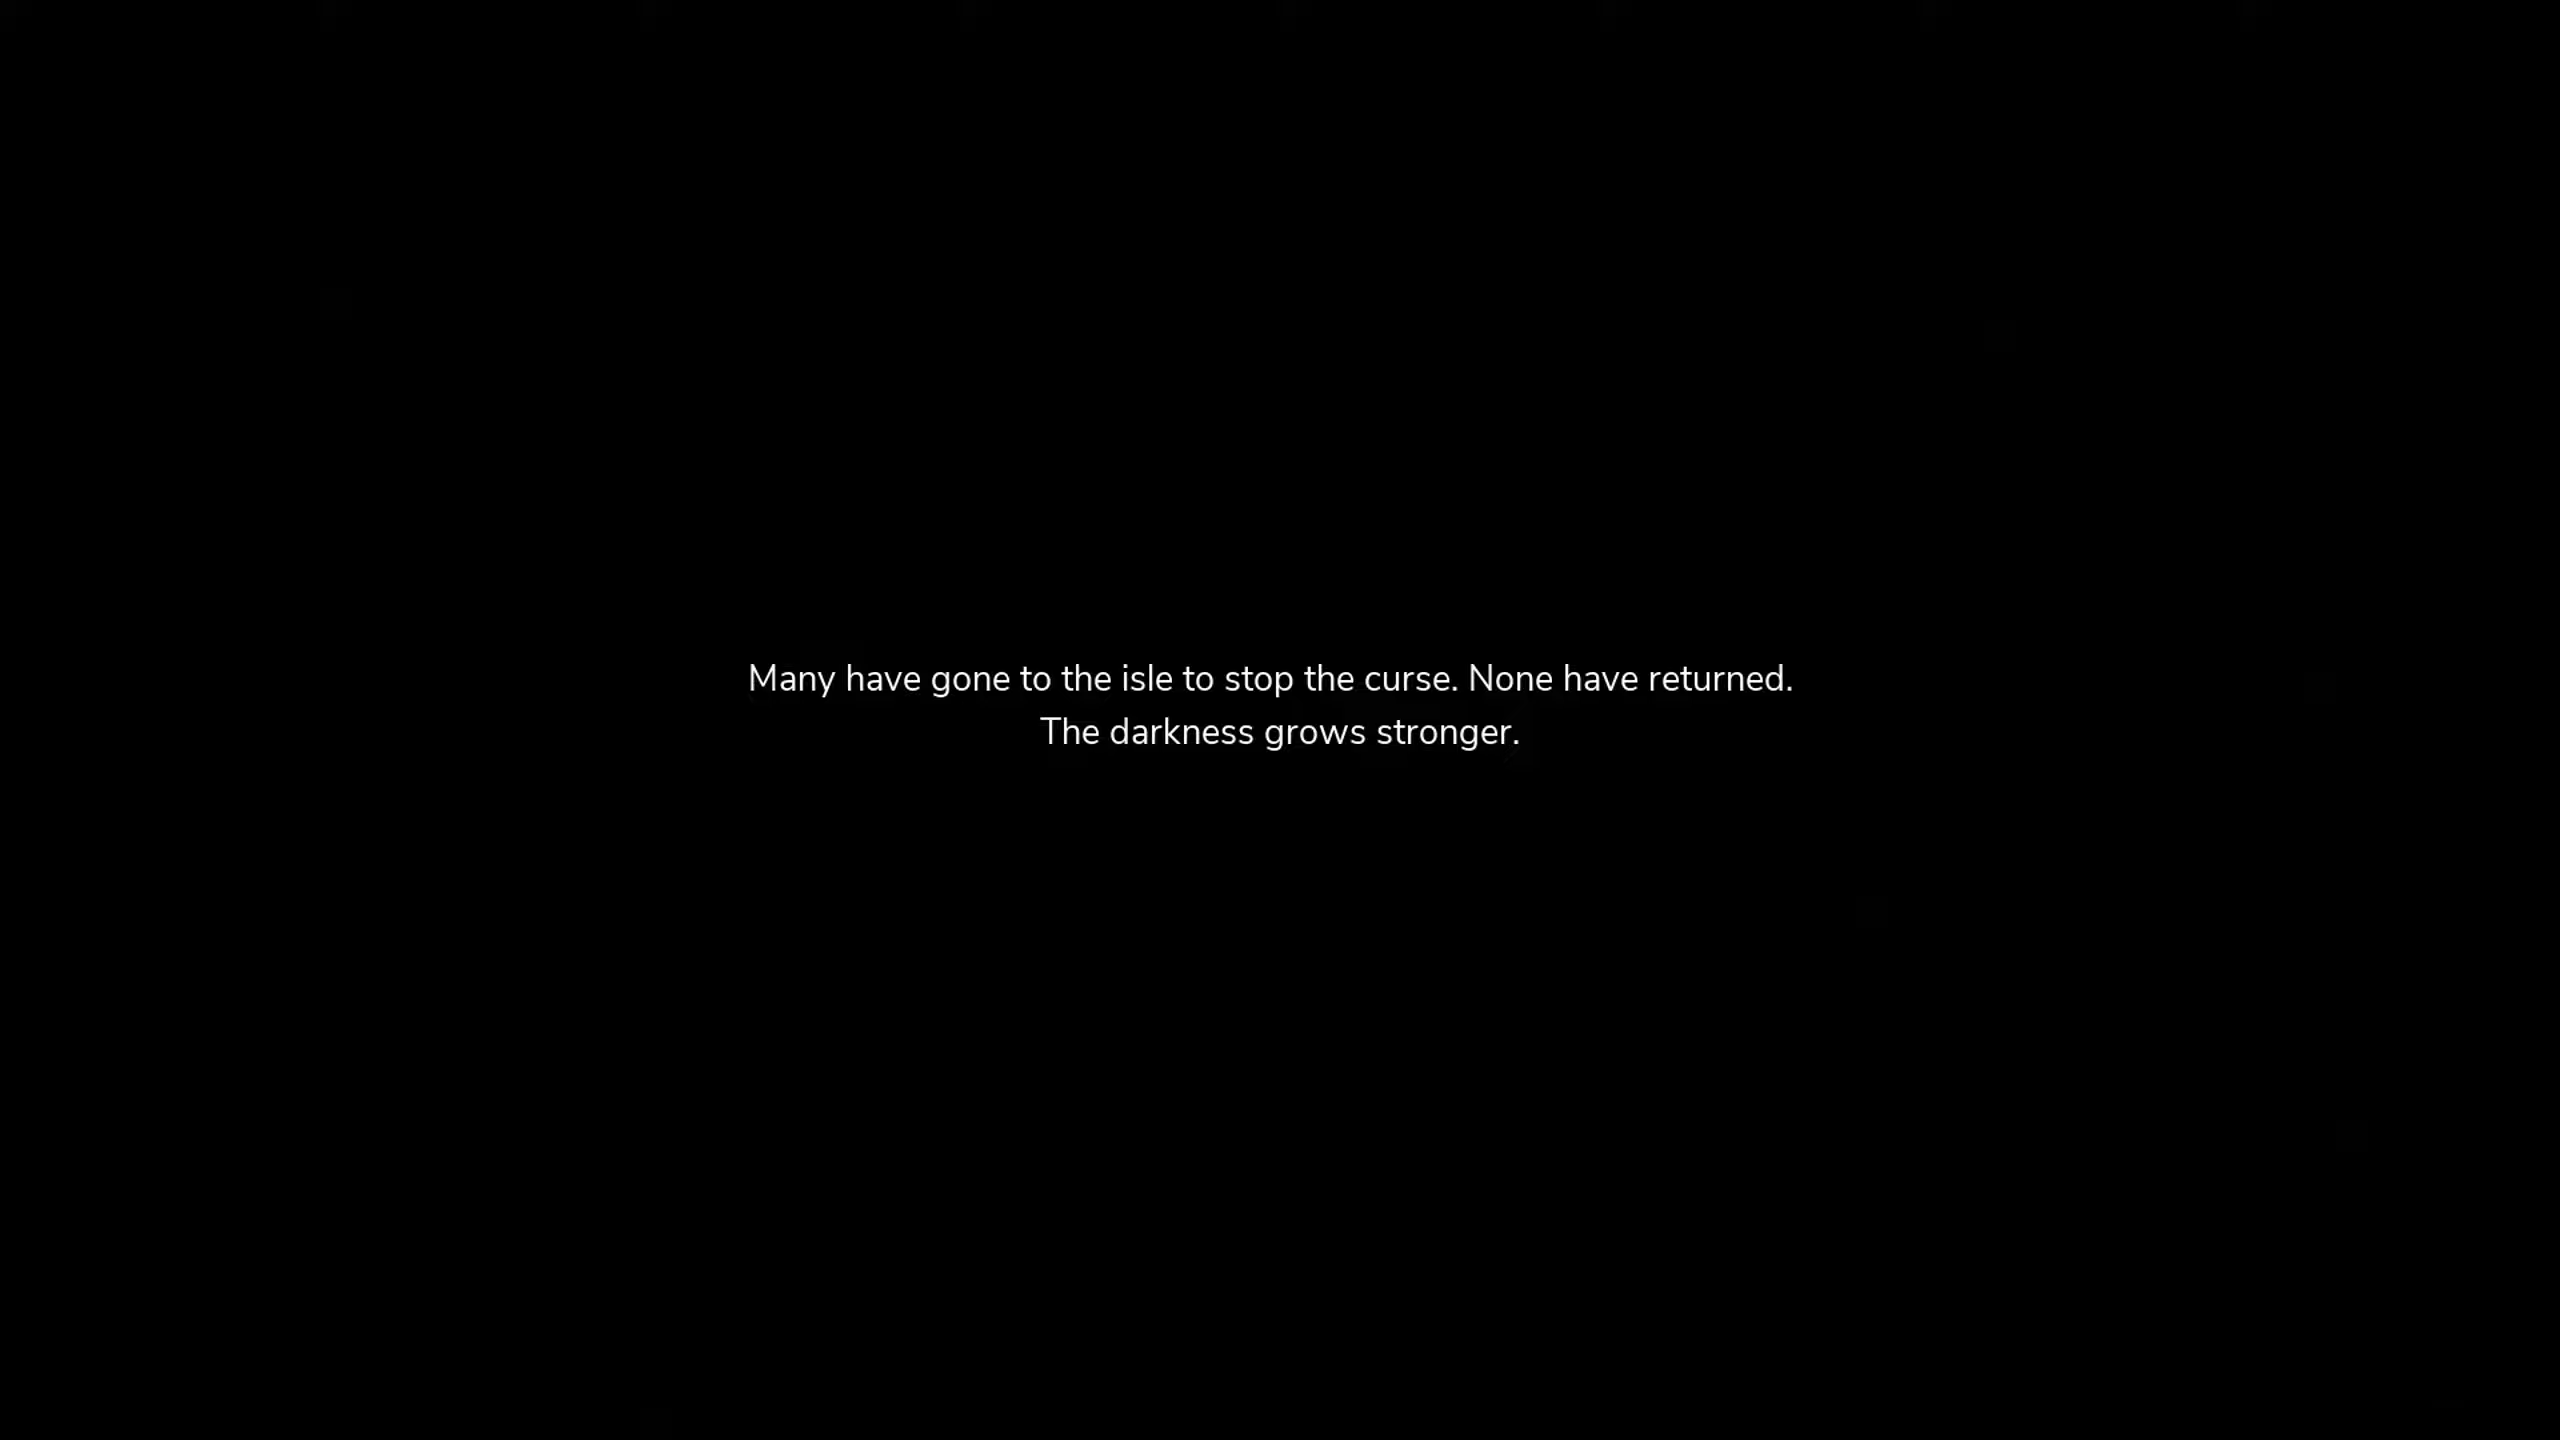 Many have gone to the isle to stop the curse. None have returned.
The darkness grows stronger.